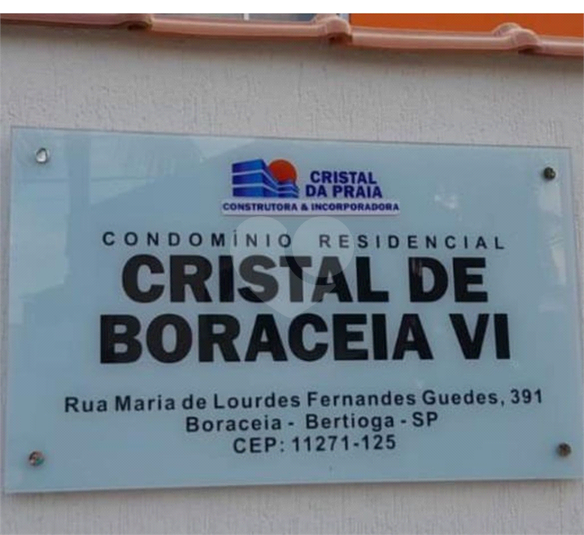 CRISTAL
DA PRAIA
CONSTRUTORA & INCORPORADORA
CONDOMÍNIO RESIDENCIAL
CRISTAL DE
BORACEIA VI
Rua Maria de Lourdes Fernandes Guedes, 391
Boraceia - Bertioga - SP
CEP: 11271-125